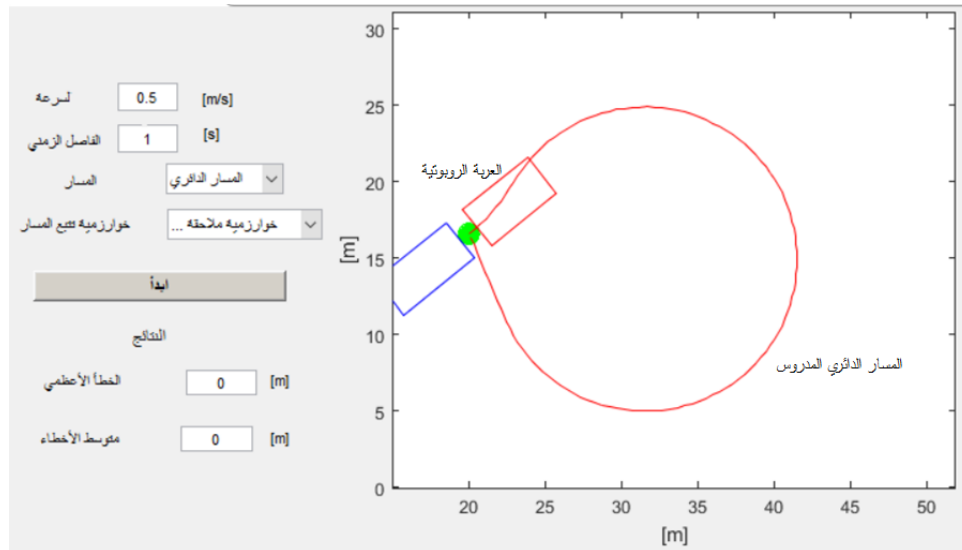 لسرعة 0.5 [m/s]
الفاصل الزمني 1 [s]
المسار المسار الدائري
خوارزمية تتبع المسار خوارزمية ملاحقه ...
ابدأ
النتائج
الخطأ الأعظمي 0 [m]
متوسط الأخطاء 0 [m]
30
25
20
15
10
5
0
[m]
العربة الروبوتية
المسار الدائري المدروس
20 25 30 35 40 45 50
[m]